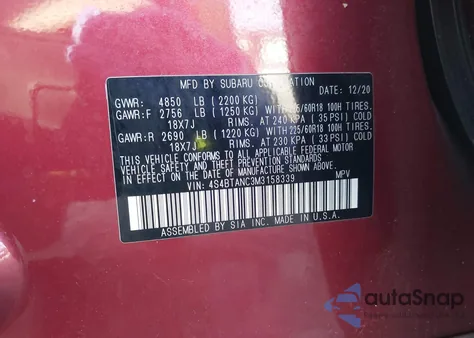 MFD. BY SUBARU CORPORATION DATE: 12/20
GVWR: 4850 LB (2200 KG)
GAWR:F 2756 LB (1250 KG) WITH 225/60R18 100H TIRES.
18X7J RIMS. AT 240 KPA (35 PSI) COLD
GAWR:R 2690 LB (1220 KG) WITH 225/60R18 100H TIRES.
18X7J RIMS. AT 230 KPA (33 PSI) COLD
THIS VEHICLE CONFORMS TO ALL APPLICABLE FEDERAL MOTOR
VEHICLE SAFETY AND THEFT PREVENTION STANDARDS
IN EFFECT ON THE DATE OF MANUFACTURE SHOWN ABOVE.
VIN: 4S4BTANC3M3158339 MPV
ASSEMBLED BY SIA INC. MADE IN U.S.A.
autoSnap